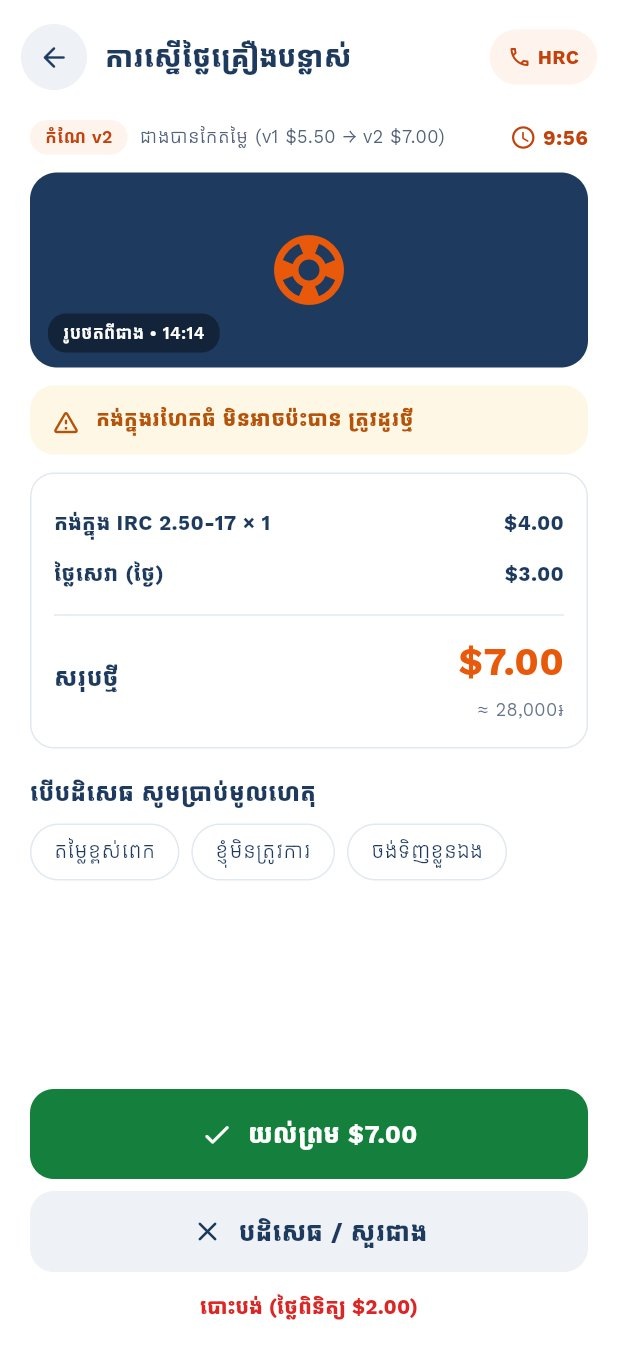 ការស្នើថ្លៃគ្រឿងបន្លាស់
HRC
កំណែ v2
ជាងបានកែតម្លៃ (v1 $5.50 → v2 $7.00)
9:56
រូបថតពីជាង • 14:14
កង់ក្នុងរហែកធំ មិនអាចប៉ះបាន ត្រូវដូរថ្មី
កង់ក្នុង IRC 2.50-17 × 1
$4.00
ថ្លៃសេវា (ថ្ងៃ)
$3.00
សរុបថ្មី
$7.00
≈ 28,000៛
បើបដិសេធ សូមប្រាប់មូលហេតុ
តម្លៃខ្ពស់ពេក
ខ្ញុំមិនត្រូវការ
ចង់ទិញខ្លួនឯង
យល់ព្រម $7.00
បដិសេធ / សួរជាង
បោះបង់ (ថ្លៃពិនិត្យ $2.00)